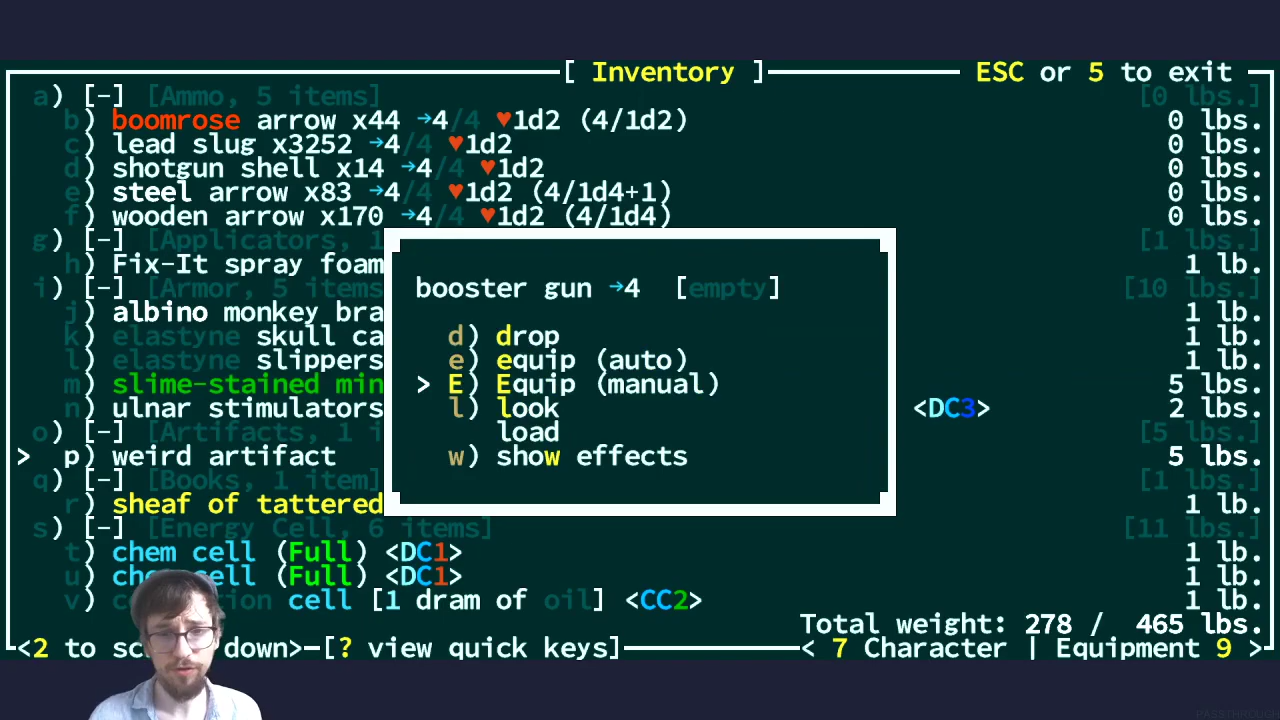 [ Inventory ] ESC or 5 to exit
a) [-] [Ammo, 5 items] [0 lbs.]
b) boomrose arrow x44 →4/4 ♥1d2 (4/1d2) 0 lbs.
c) lead slug x3252 →4/4 ♥1d2 0 lbs.
d) shotgun shell x14 →4/4 ♥1d2 0 lbs.
e) steel arrow x83 →4/4 ♥1d2 (4/1d4+1) 0 lbs.
f) wooden arrow x170 →4/4 ♥1d2 (4/1d4) 0 lbs.
g) [-] [Applicators, 1 [1 lbs.]
h) Fix-It spray foam 1 lb.
i) [-] [Armor, 5 items [10 lbs.]
j) albino monkey bra 1 lb.
k) elastyne skull ca 1 lb.
l) elastyne slippers 1 lb.
m) slime-stained min 5 lbs.
n) ulnar stimulators <DC3> 2 lbs.
o) [-] [Artifacts, 1 i [5 lbs.]
> p) weird artifact 5 lbs.
q) [-] [Books, 1 item] [1 lbs.]
r) sheaf of tattered 1 lb.
s) [-] [Energy Cell, 6 items] [11 lbs.]
t) chem cell (Full) <DC1> 1 lb.
u) che cell (Full) <DC1> 1 lb.
v) c ion cell [1 dram of oil] <CC2> 1 lb.
Total weight: 278 / 465 lbs.
<2 to sc down> [? view quick keys] < 7 Character | Equipment 9 >
booster gun →4 [empty]
d) drop
e) equip (auto)
> E) Equip (manual)
l) look
load
w) show effects